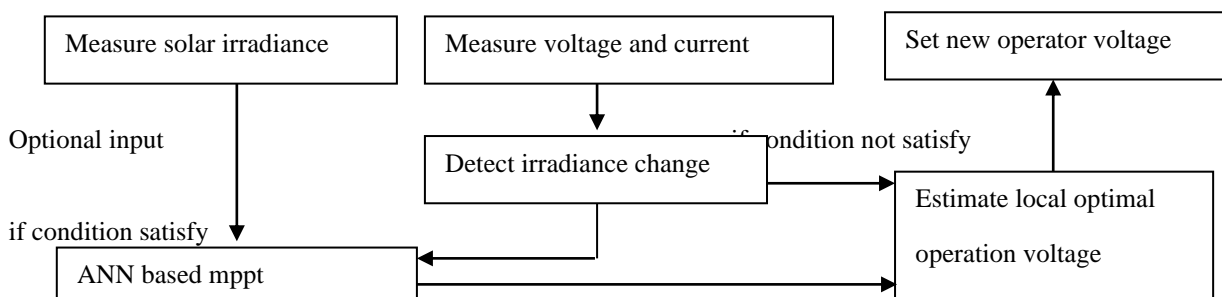 Measure solar irradiance
Measure voltage and current
Set new operator voltage
Optional input
if condition not satisfy
Detect irradiance change
Estimate local optimal
operation voltage
if condition satisfy
ANN based mppt